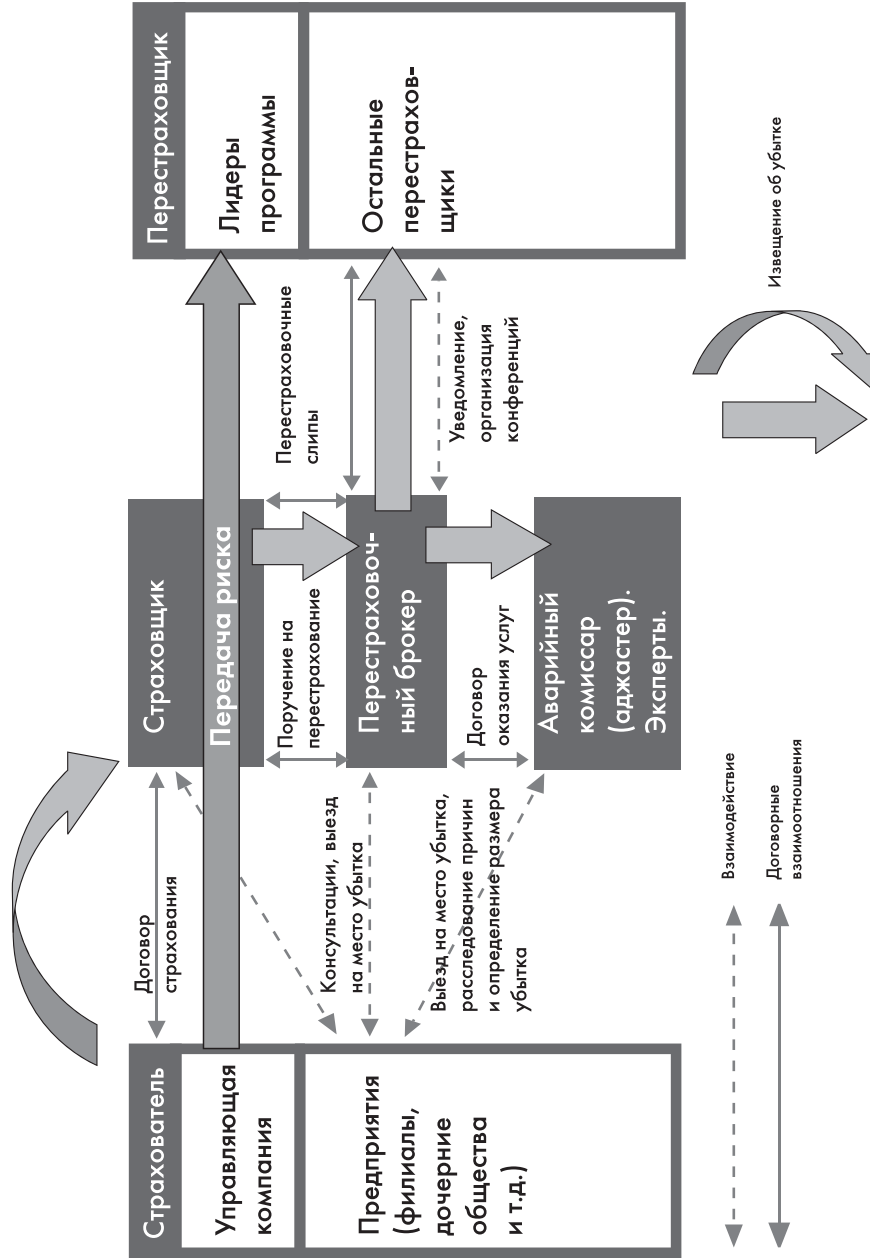 Страхователь
Управляющая
компания
Предприятия
(филиалы,
дочерние
общества
и т.д.)
Договор
страхования
Консультации, выезд
на место убытка
Выезд на место убытка,
расследование причин
и определение размера
убытка
Страховщик
Передача риска
Поручение на
перестрахование
Перестраховоч-
ный брокер
Договор
оказания услуг
Аварийный
комиссар
(аджастер).
Эксперты.
Перестраховочные
слипы
Уведомление,
организация
конференций
Перестраховщик
Лидеры
программы
Остальные
перестрахов-
щики
Взаимодействие
Договорные
взаимоотношения
Извещение об убытке